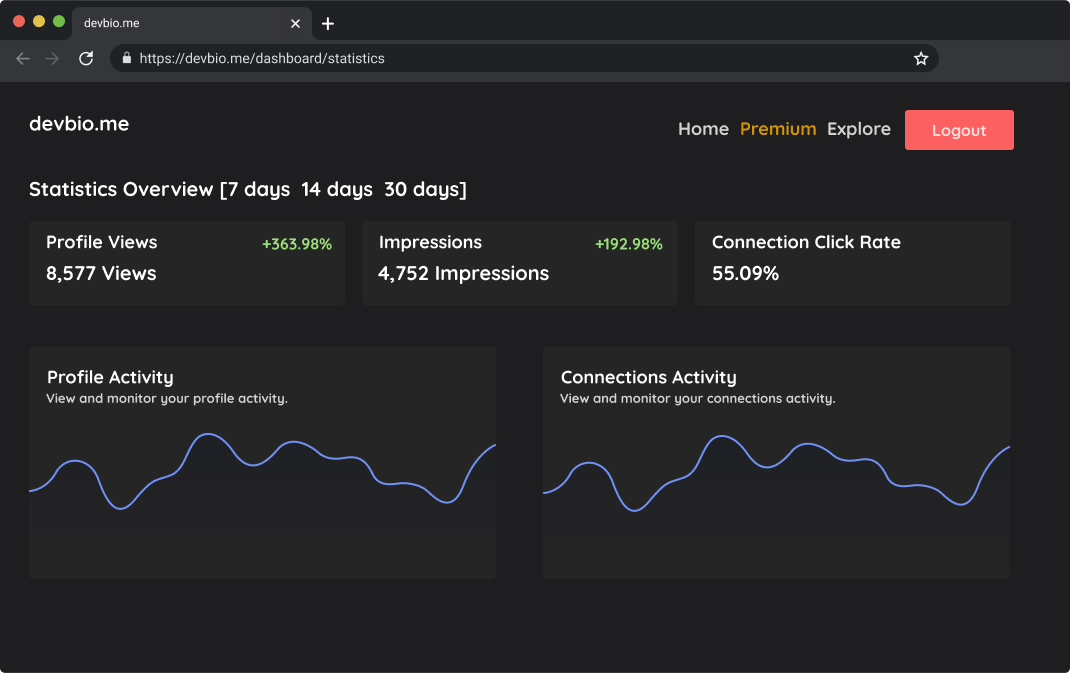 devbio.me
https://devbio.me/dashboard/statistics
devbio.me
Home Premium Explore Logout
Statistics Overview [7 days 14 days 30 days]
Profile Views +363.98%
8,577 Views
Impressions +192.98%
4,752 Impressions
Connection Click Rate
55.09%
Profile Activity
View and monitor your profile activity.
Connections Activity
View and monitor your connections activity.